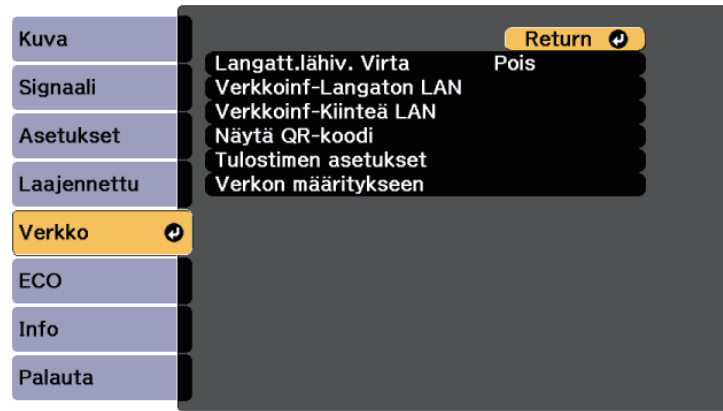 Kuva
Signaali
Asetukset
Laajennettu
Verkko
ECO
Info
Palauta
Return
Langatt.lähiv. Virta Pois
Verkkoinf-Langaton LAN
Verkkoinf-Kiinteä LAN
Näytä QR-koodi
Tulostimen asetukset
Verkon määritykseen